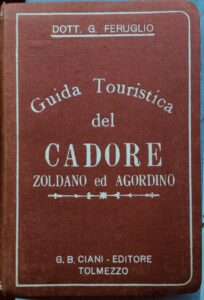 DOTT. G. FERUGLIO
Guida Touristica
del
CADORE
ZOLDANO ed AGORDINO
G. B. CIANI - EDITORE
TOLMEZZO